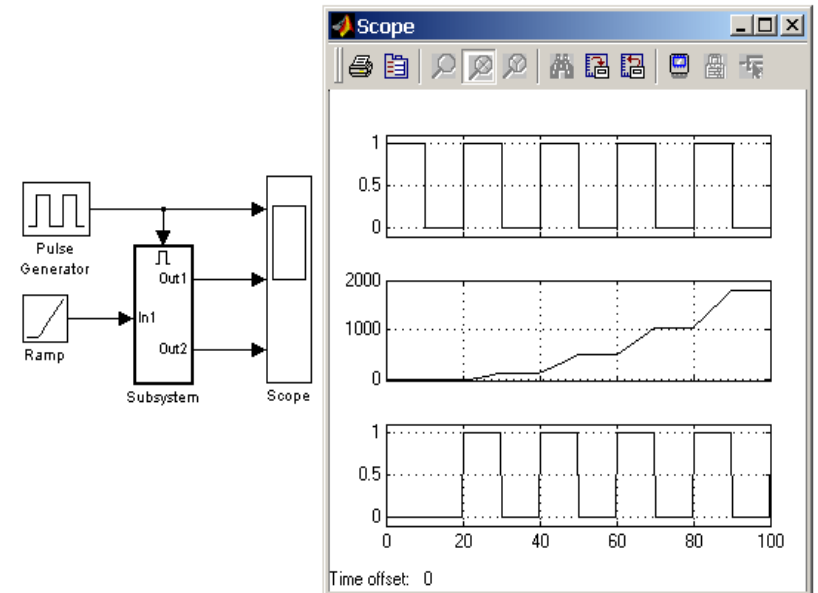 Pulse
Generator
Ramp
In1
Out1
Out2
Subsystem
Scope
Scope
1
0.5
0
2000
1000
0
1
0.5
0
0 20 40 60 80 100
Time offset: 0